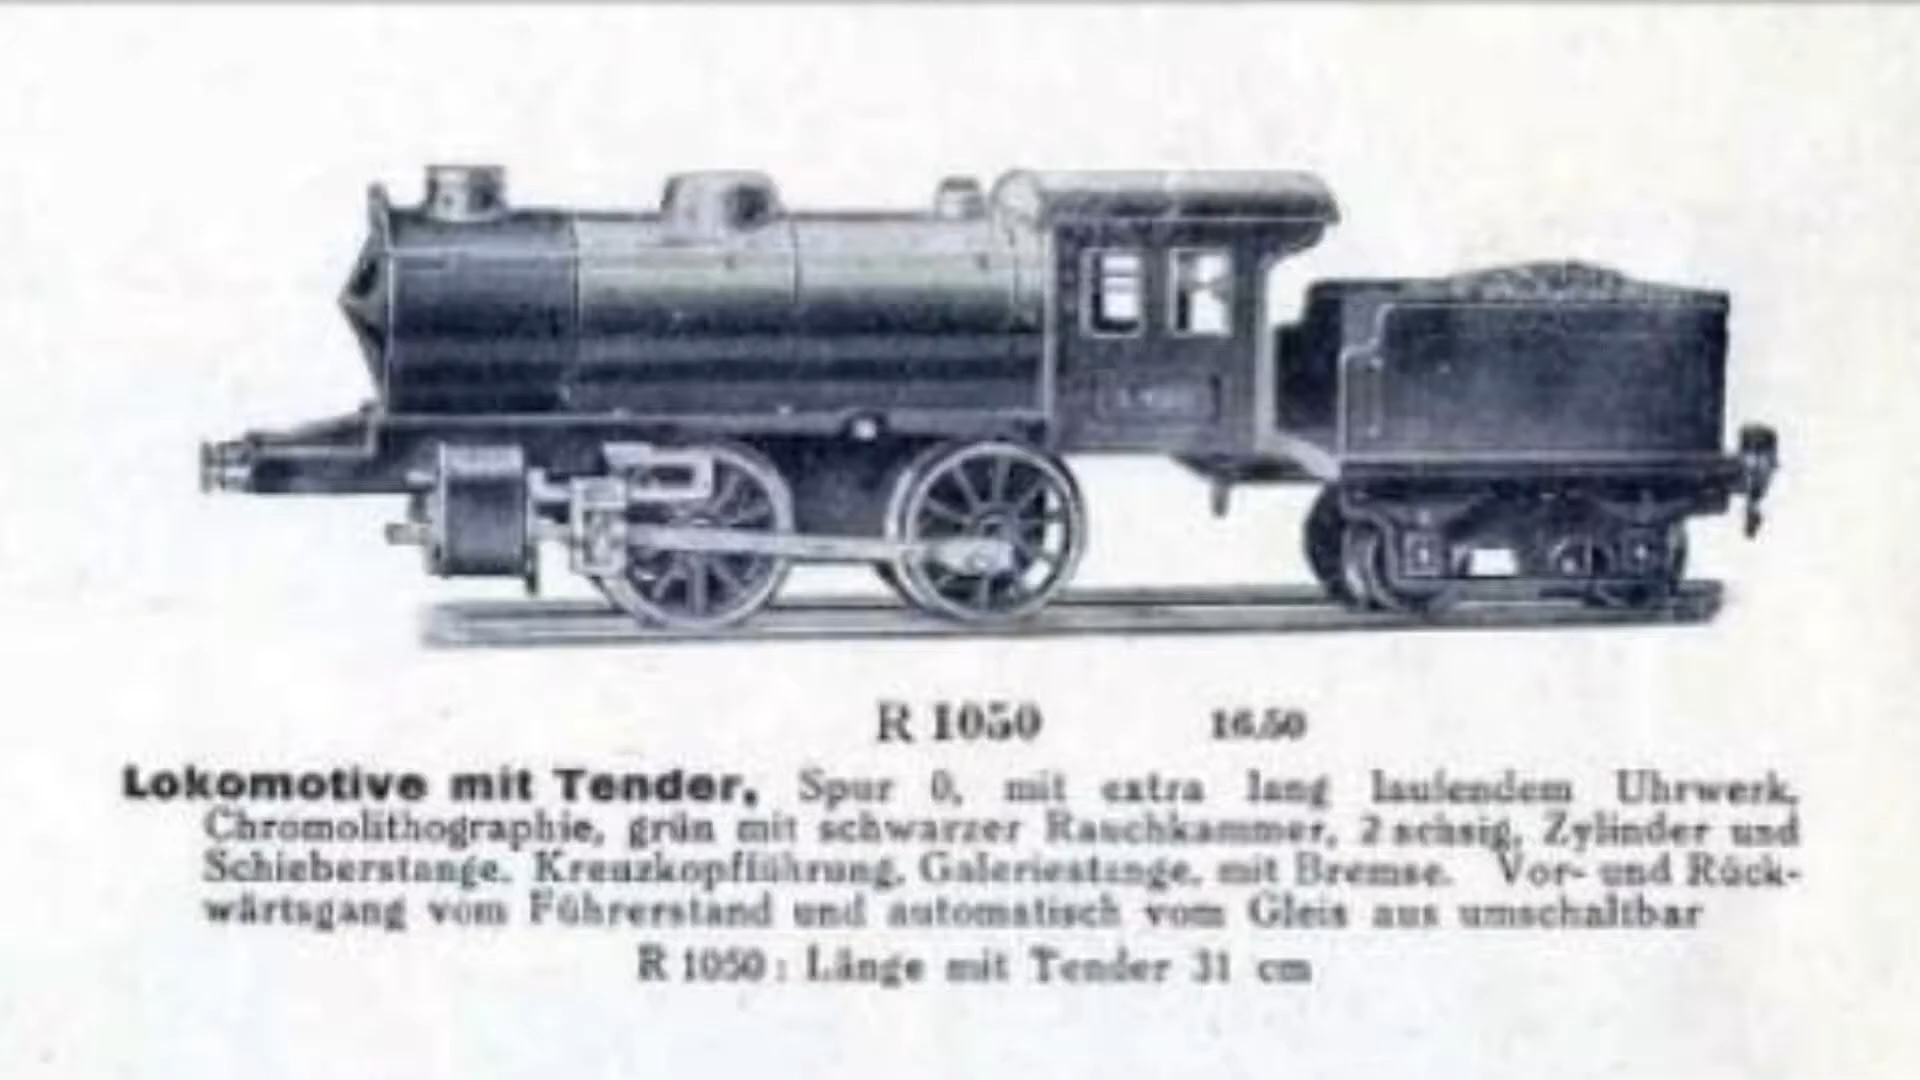 R 1050 16.50
Lokomotive mit Tender, Spur 0, mit extra lang laufendem Uhrwerk,
Chromolithographie, grün mit schwarzer Rauchkammer, 2 achsig, Zylinder und
Schieberstange, Kreuzkopfführung, Galeriestange, mit Bremse. Vor- und Rück-
wärtsgang vom Führerstand und automatisch vom Gleis aus umschaltbar
R 1050: Länge mit Tender 31 cm